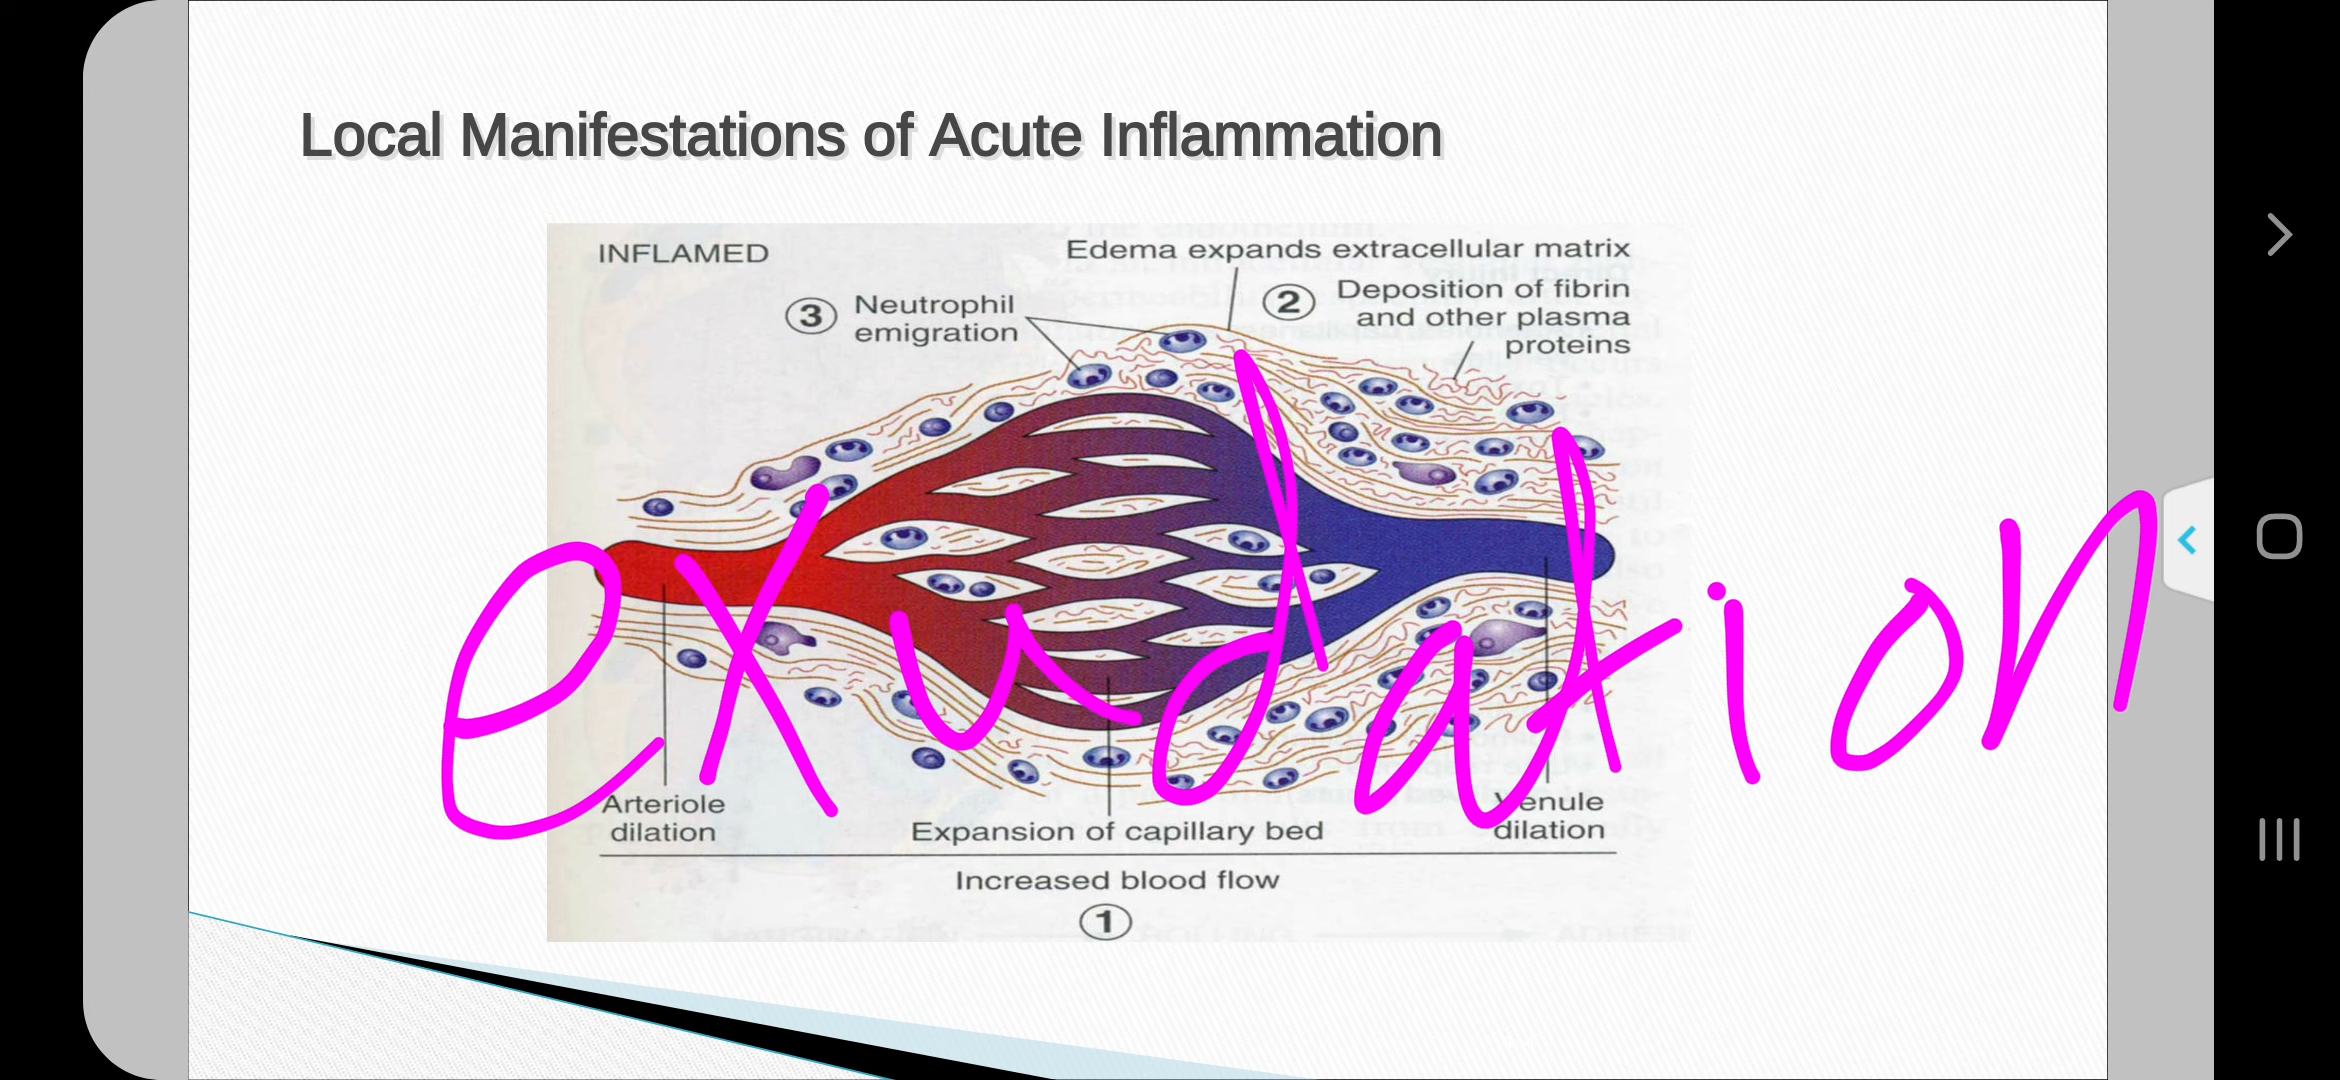 Local Manifestations of Acute Inflammation
INFLAMED
Edema expands extracellular matrix
3 Neutrophil
emigration
2 Deposition of fibrin
and other plasma
proteins
exudation
Arteriole
dilation
Expansion of capillary bed
Venule
dilation
Increased blood flow
1